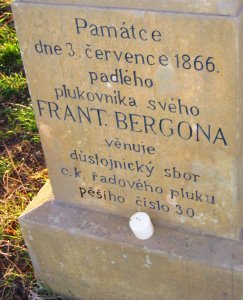 Památce
dne 3. července 1866.
padlého
plukovníka svého
FRANT. BERGONA
věnuje
důstojnický sbor
c.k. řadového pluku
pěšího číslo 30